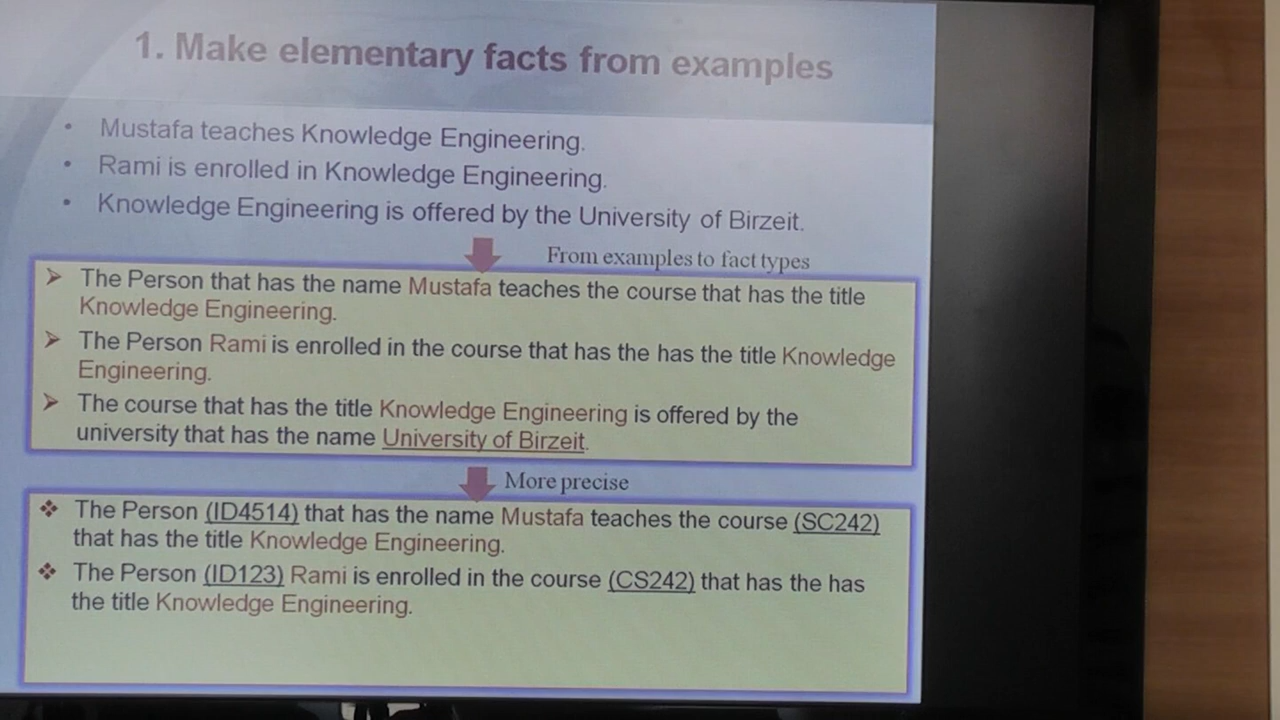 1. Make elementary facts from examples
• Mustafa teaches Knowledge Engineering.
• Rami is enrolled in Knowledge Engineering.
• Knowledge Engineering is offered by the University of Birzeit.
From examples to fact types
➢ The Person that has the name Mustafa teaches the course that has the title
Knowledge Engineering.
➢ The Person Rami is enrolled in the course that has the has the title Knowledge
Engineering.
➢ The course that has the title Knowledge Engineering is offered by the
university that has the name University of Birzeit.
More precise
❖ The Person (ID4514) that has the name Mustafa teaches the course (SC242)
that has the title Knowledge Engineering.
❖ The Person (ID123) Rami is enrolled in the course (CS242) that has the has
the title Knowledge Engineering.